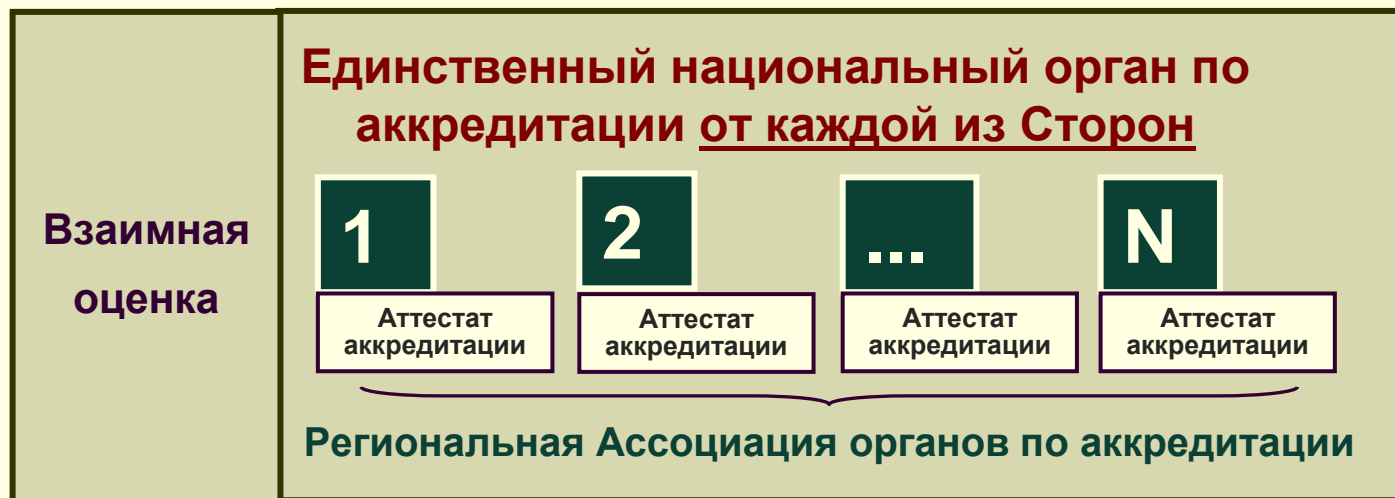 Взаимная
оценка
Единственный национальный орган по
аккредитации от каждой из Сторон
1
2
...
N
Аттестат
аккредитации
Аттестат
аккредитации
Аттестат
аккредитации
Аттестат
аккредитации
Региональная Ассоциация органов по аккредитации